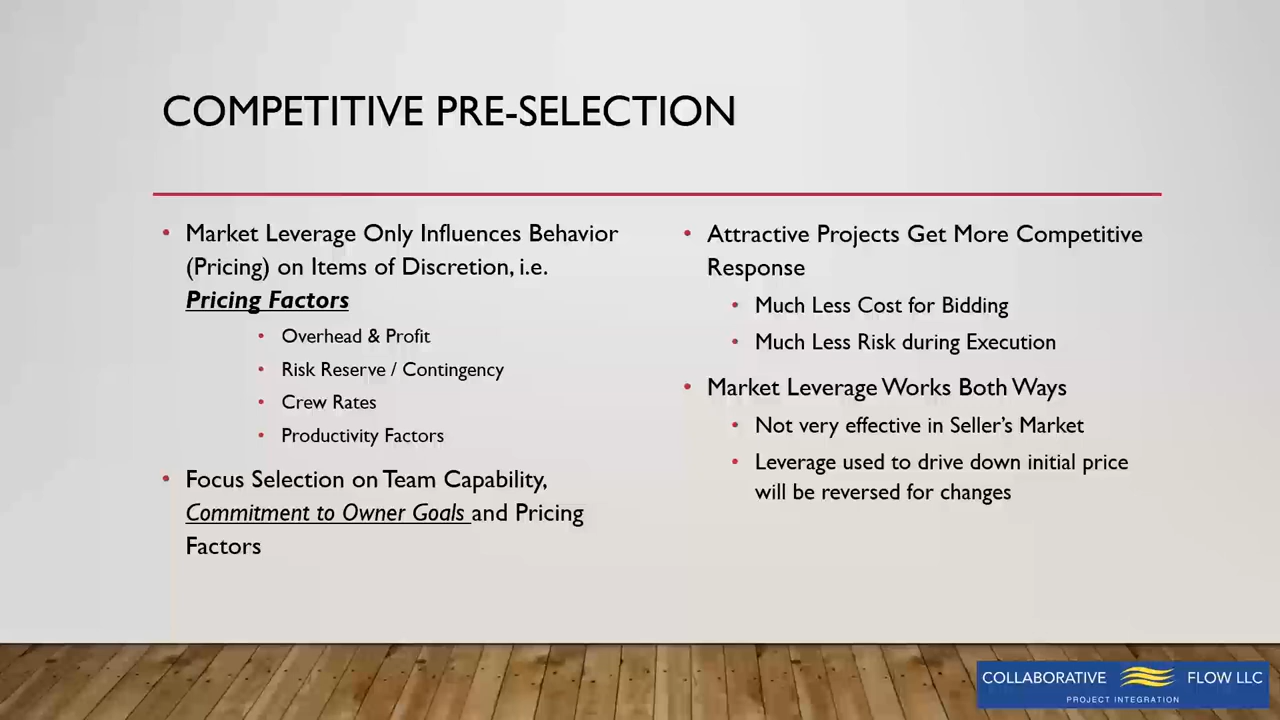 COMPETITIVE PRE-SELECTION
• Market Leverage Only Influences Behavior
(Pricing) on Items of Discretion, i.e.
Pricing Factors
• Overhead & Profit
• Risk Reserve / Contingency
• Crew Rates
• Productivity Factors
• Focus Selection on Team Capability,
Commitment to Owner Goals and Pricing
Factors
• Attractive Projects Get More Competitive
Response
• Much Less Cost for Bidding
• Much Less Risk during Execution
• Market Leverage Works Both Ways
• Not very effective in Seller's Market
• Leverage used to drive down initial price
will be reversed for changes
COLLABORATIVE FLOW LLC
PROJECT INTEGRATION